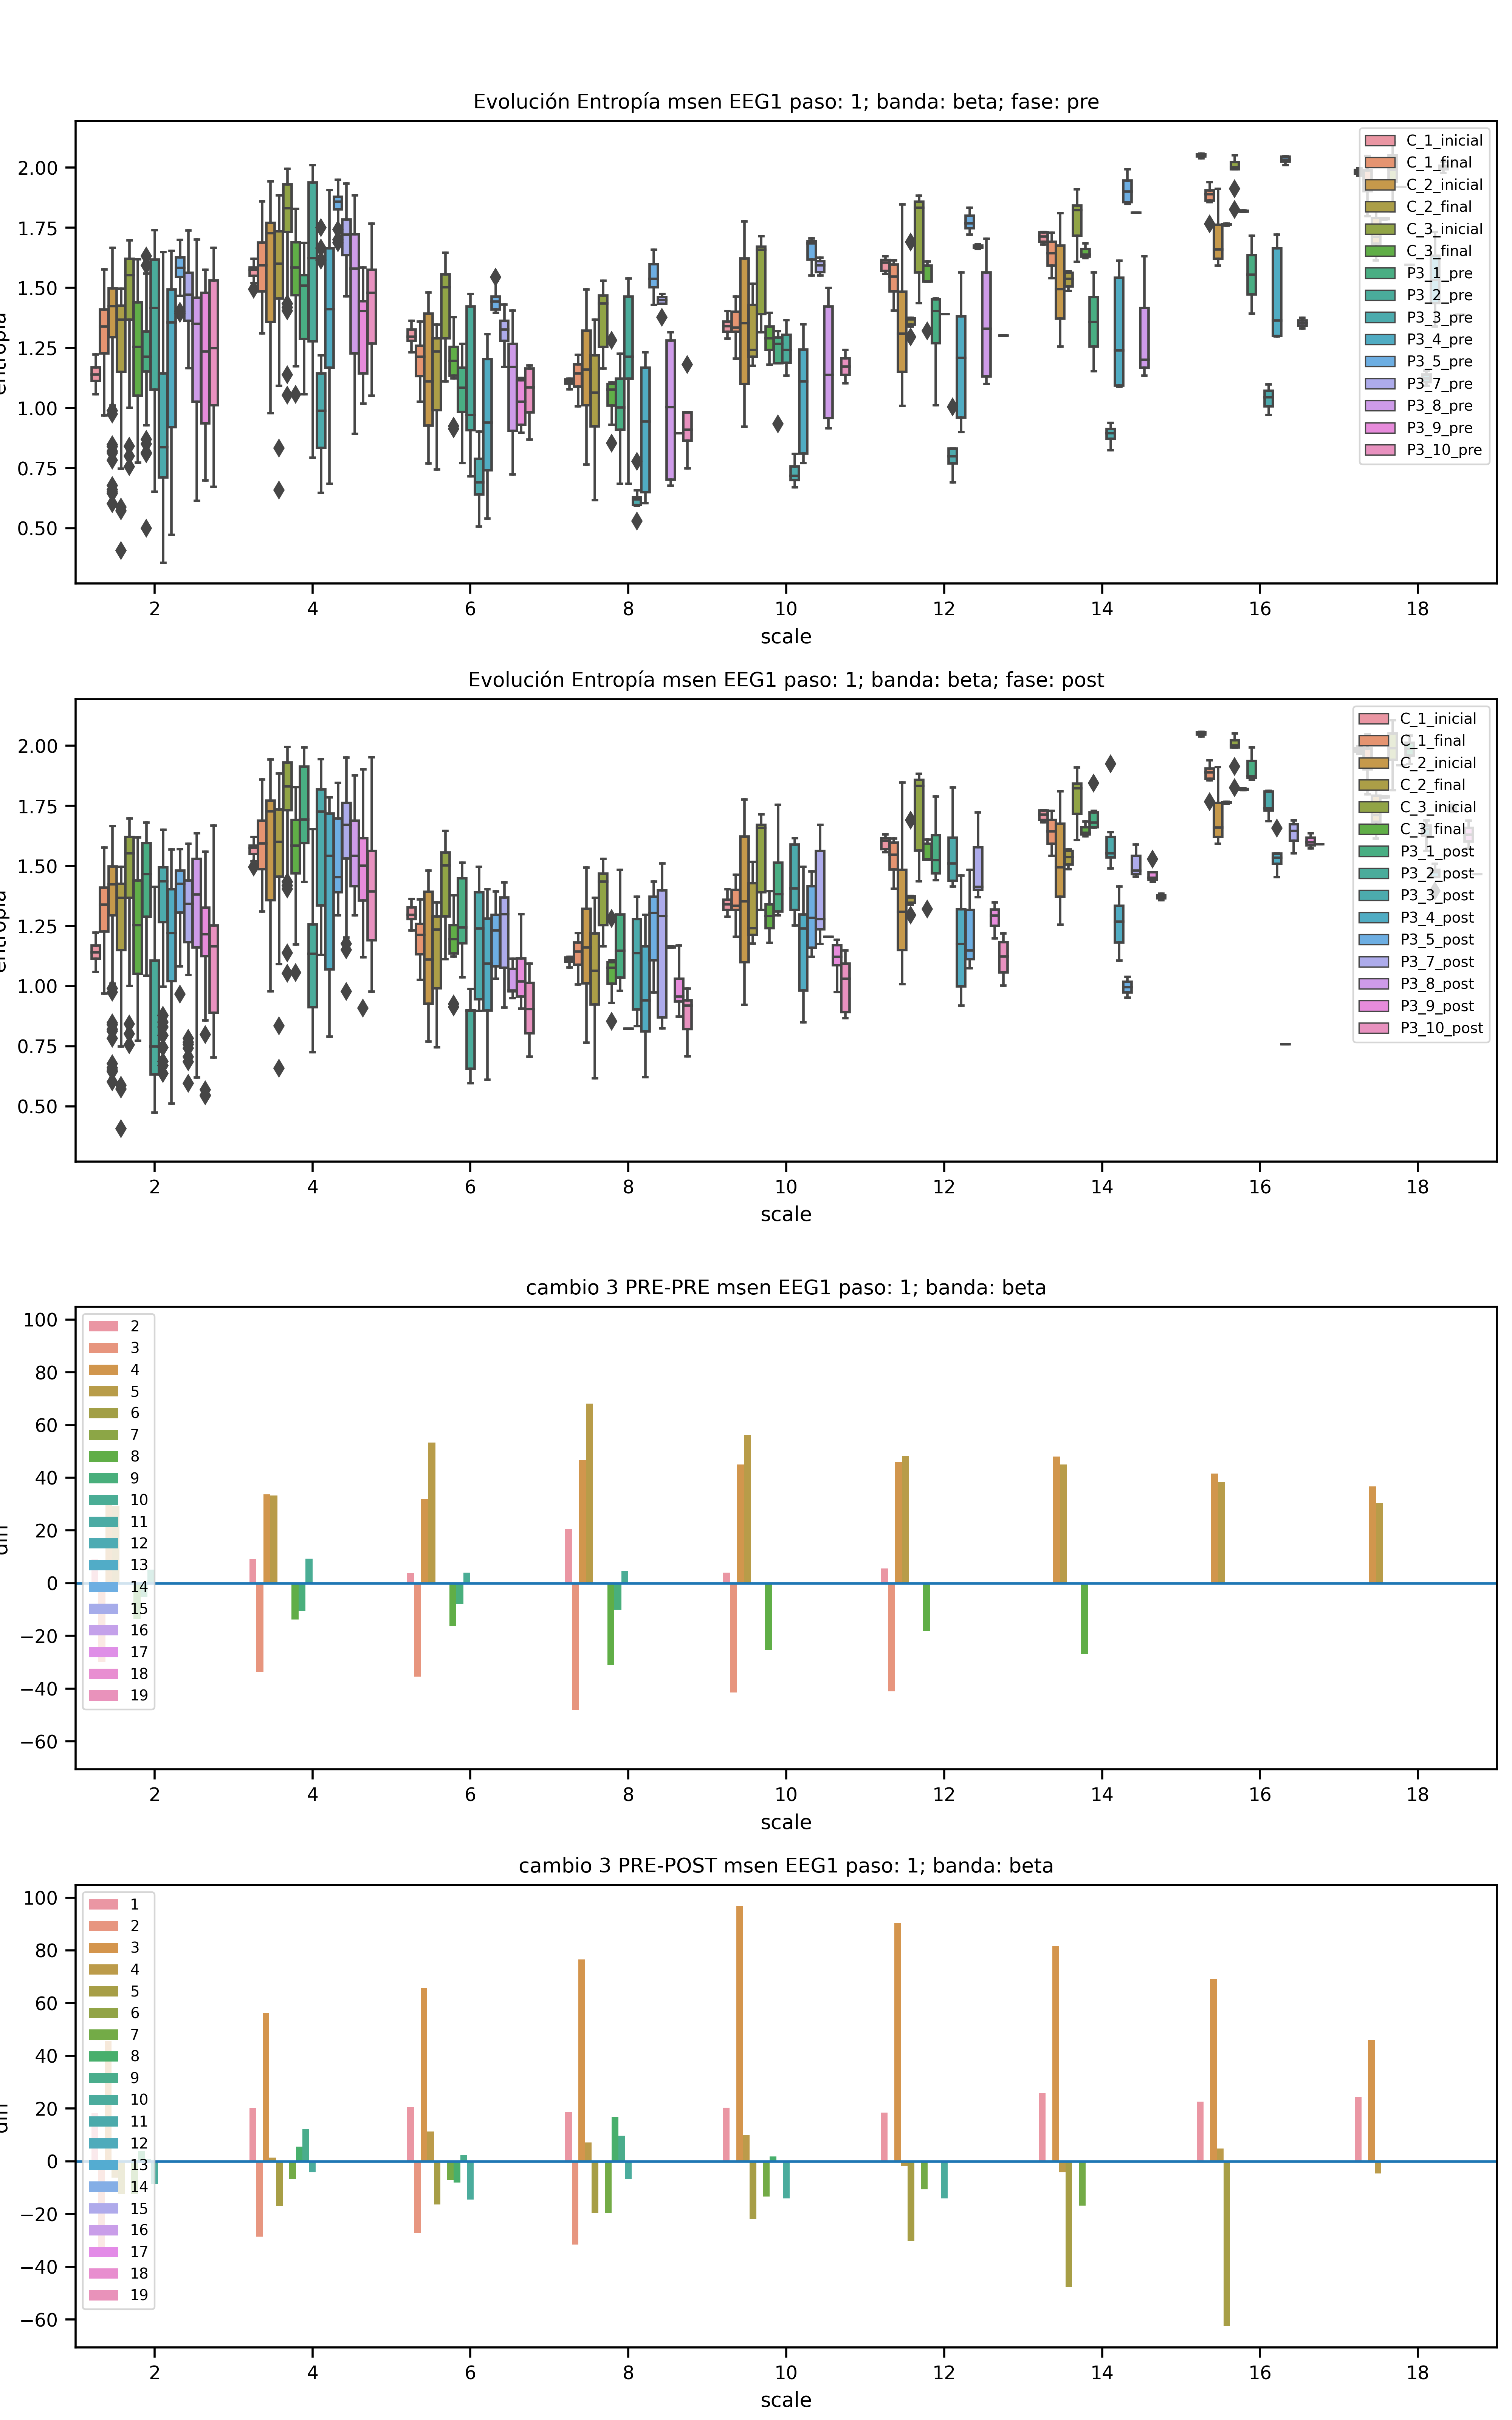 Evolución Entropía msen EEG1 paso: 1; banda: beta; fase: pre
2.00
1.75
1.50
1.25
1.00
0.75
0.50
2 4 6 8 10 12 14 16 18
scale
C_1_inicial
C_1_final
C_2_inicial
C_2_final
C_3_inicial
C_3_final
P3_1_pre
P3_2_pre
P3_3_pre
P3_4_pre
P3_5_pre
P3_7_pre
P3_8_pre
P3_9_pre
P3_10_pre
Evolución Entropía msen EEG1 paso: 1; banda: beta; fase: post
2.00
1.75
1.50
1.25
1.00
0.75
0.50
2 4 6 8 10 12 14 16 18
scale
C_1_inicial
C_1_final
C_2_inicial
C_2_final
C_3_inicial
C_3_final
P3_1_post
P3_2_post
P3_3_post
P3_4_post
P3_5_post
P3_7_post
P3_8_post
P3_9_post
P3_10_post
cambio 3 PRE-PRE msen EEG1 paso: 1; banda: beta
100
80
60
40
20
0
−20
−40
−60
2
3
4
5
6
7
8
9
10
11
12
13
14
15
16
17
18
19
2 4 6 8 10 12 14 16 18
scale
cambio 3 PRE-POST msen EEG1 paso: 1; banda: beta
100
80
60
40
20
0
−20
−40
−60
1
2
3
4
5
6
7
8
9
10
11
12
13
14
15
16
17
18
19
2 4 6 8 10 12 14 16 18
scale